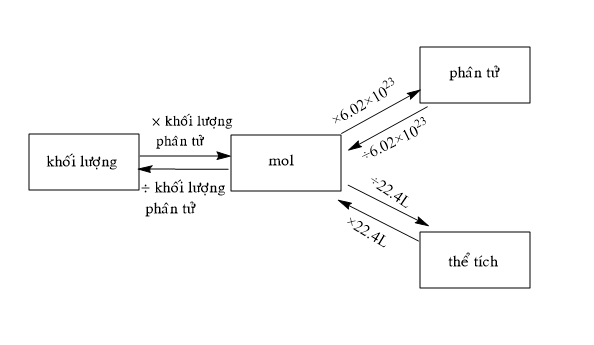 phân tử
×6.02×10²³
÷6.02×10²³
× khối lượng
phân tử
khối lượng
mol
÷ khối lượng
phân tử
÷22.4L
×22.4L
thể tích